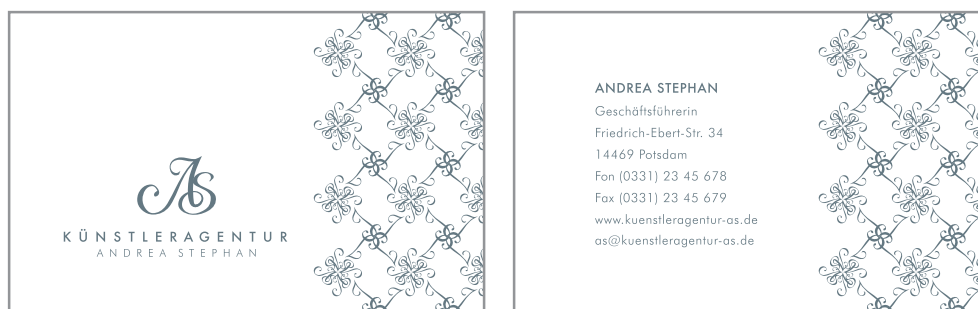 AS
KÜNSTLERAGENTUR
ANDREA STEPHAN
ANDREA STEPHAN
Geschäftsführerin
Friedrich-Ebert-Str. 34
14469 Potsdam
Fon (0331) 23 45 678
Fax (0331) 23 45 679
www.kuenstleragentur-as.de
as@kuenstleragentur-as.de